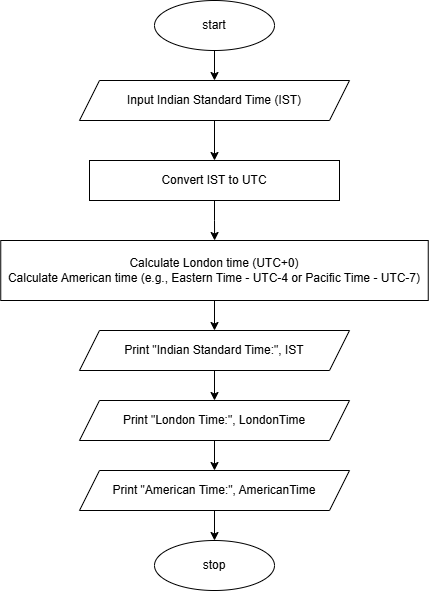 start
Input Indian Standard Time (IST)
Convert IST to UTC
Calculate London time (UTC+0)
Calculate American time (e.g., Eastern Time - UTC-4 or Pacific Time - UTC-7)
Print "Indian Standard Time:", IST
Print "London Time:", LondonTime
Print "American Time:", AmericanTime
stop